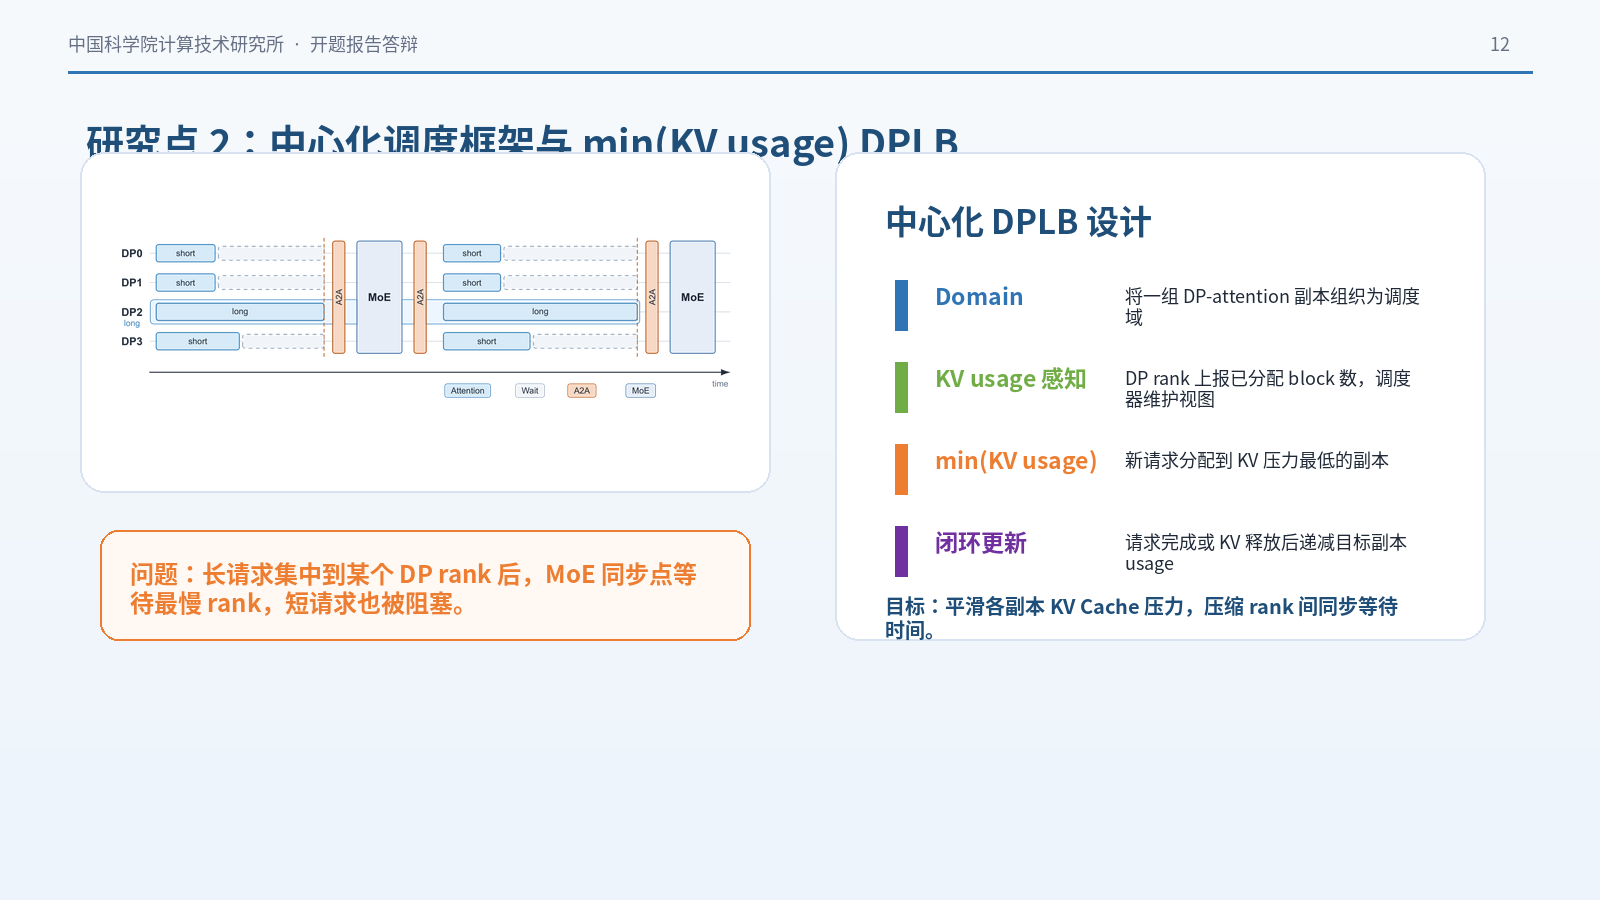 中国科学院计算技术研究所 · 开题报告答辩
12
研究点 2：中心化调度框架与 min(KV usage) DPLB
DP0
short
short
DP1
short
short
DP2
long
long
long
DP3
short
short
A2A
MoE
A2A
A2A
MoE
time
Attention
Wait
A2A
MoE
问题：长请求集中到某个 DP rank 后，MoE 同步点等
待最慢 rank，短请求也被阻塞。
中心化 DPLB 设计
Domain
将一组 DP-attention 副本组织为调度
域
KV usage 感知
DP rank 上报已分配 block 数，调度
器维护视图
min(KV usage)
新请求分配到 KV 压力最低的副本
闭环更新
请求完成或 KV 释放后递减目标副本
usage
目标：平滑各副本 KV Cache 压力，压缩 rank 间同步等待
时间。